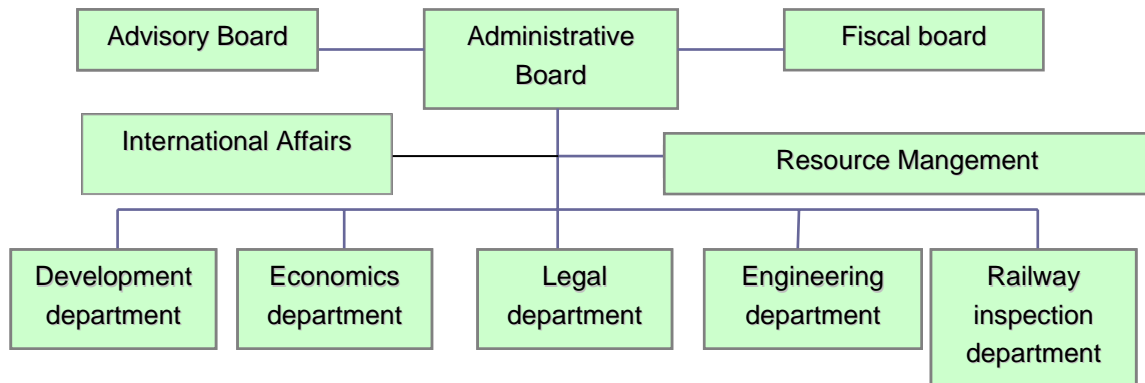 Advisory Board
Administrative
Board
Fiscal board
International Affairs
Resource Mangement
Development
department
Economics
department
Legal
department
Engineering
department
Railway
inspection
department